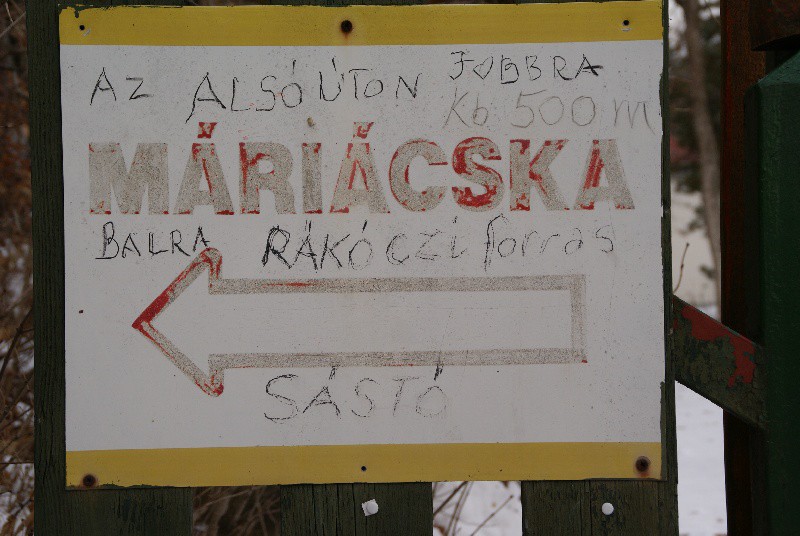 AZ ALSÓ ÚTON JOBBRA
Kb 500 m
MÁRIÁCSKA
BALRA RÁKÓCZI forrás
SÁSTÓ